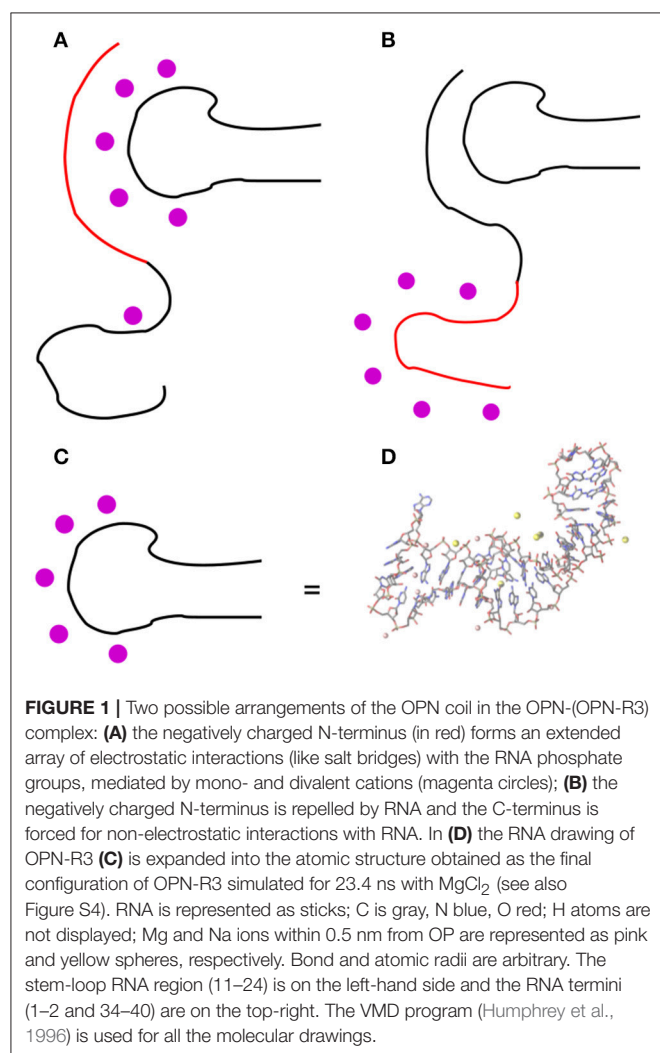 A
B
C
D
=
FIGURE 1 | Two possible arrangements of the OPN coil in the OPN-(OPN-R3)
complex: (A) the negatively charged N-terminus (in red) forms an extended
array of electrostatic interactions (like salt bridges) with the RNA phosphate
groups, mediated by mono- and divalent cations (magenta circles); (B) the
negatively charged N-terminus is repelled by RNA and the C-terminus is
forced for non-electrostatic interactions with RNA. In (D) the RNA drawing of
OPN-R3 (C) is expanded into the atomic structure obtained as the final
configuration of OPN-R3 simulated for 23.4 ns with MgCl₂ (see also
Figure S4). RNA is represented as sticks; C is gray, N blue, O red; H atoms are
not displayed; Mg and Na ions within 0.5 nm from OP are represented as pink
and yellow spheres, respectively. Bond and atomic radii are arbitrary. The
stem-loop RNA region (11–24) is on the left-hand side and the RNA termini
(1–2 and 34–40) are on the top-right. The VMD program (Humphrey et al.,
1996) is used for all the molecular drawings.